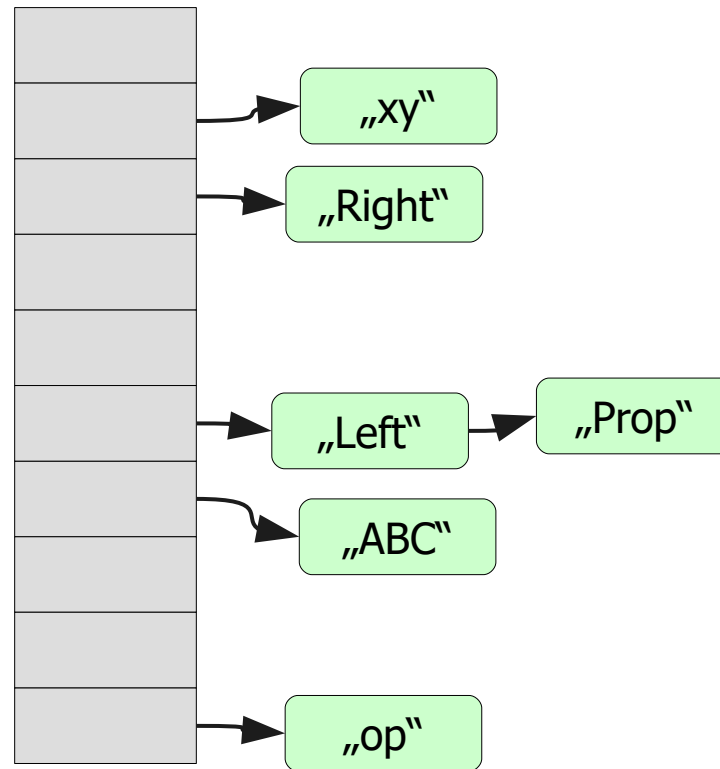 „xy“
„Right“
„Left“
„Prop“
„ABC“
„op“